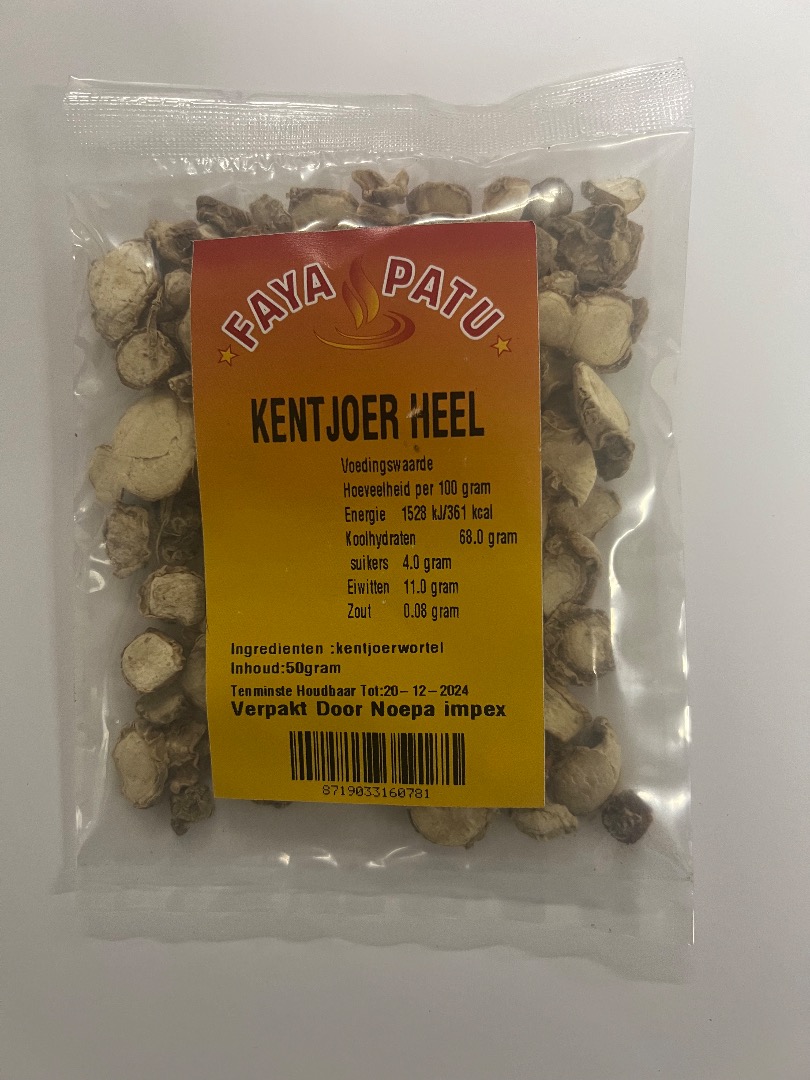 FAYA PATU
KENTJOER HEEL
Voedingswaarde
Hoeveelheid per 100 gram
Energie 1528 kJ/361 kcal
Koolhydraten 68.0 gram
suikers 4.0 gram
Eiwitten 11.0 gram
Zout 0.08 gram
Ingredienten :kentjoerwortel
Inhoud:50gram
Tenminste Houdbaar Tot:20-12-2024
Verpakt Door Noepa impex
8719033160781